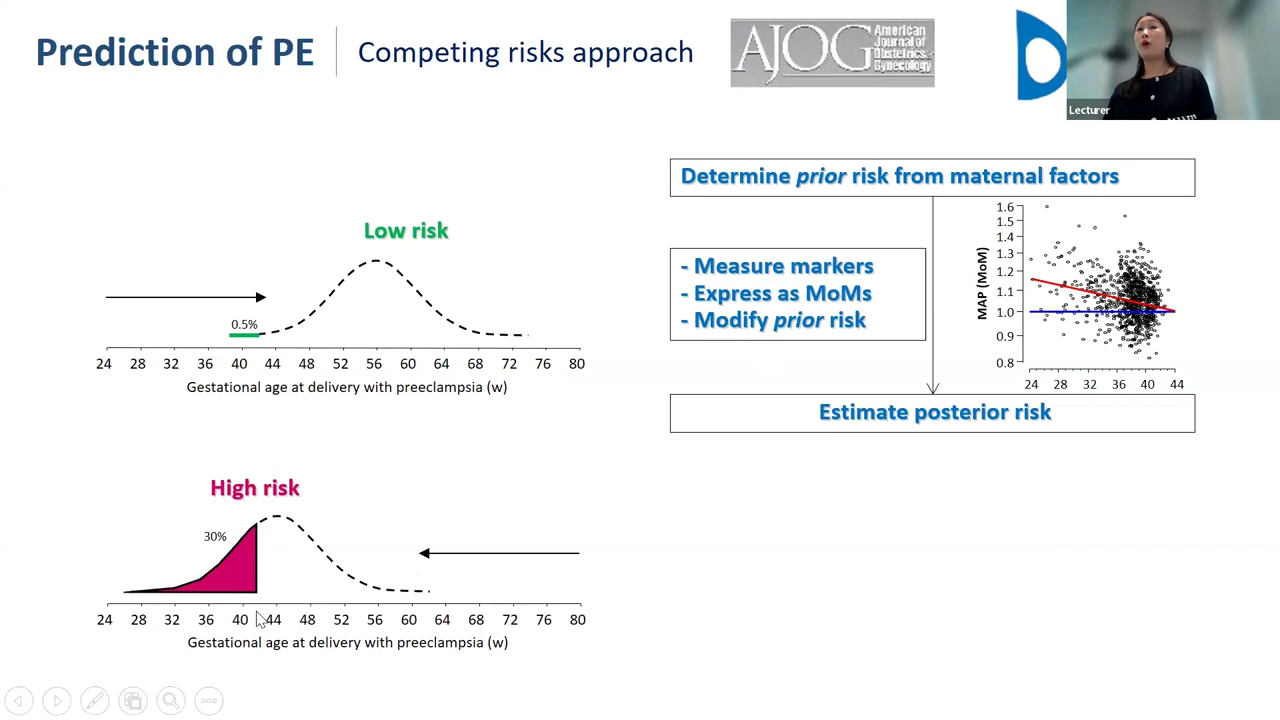 Prediction of PE
Competing risks approach
AJOG
American
Journal of
Obstetrics
Gynecology
Lecturer
Low risk
0.5%
24 28 32 36 40 44 48 52 56 60 64 68 72 76 80
Gestational age at delivery with preeclampsia (w)
High risk
30%
24 28 32 36 40 44 48 52 56 60 64 68 72 76 80
Gestational age at delivery with preeclampsia (w)
Determine prior risk from maternal factors
- Measure markers
- Express as MoMs
- Modify prior risk
MAP (MoM)
1.6
1.5
1.4
1.3
1.2
1.1
1.0
0.9
0.8
24 28 32 36 40 44
Estimate posterior risk